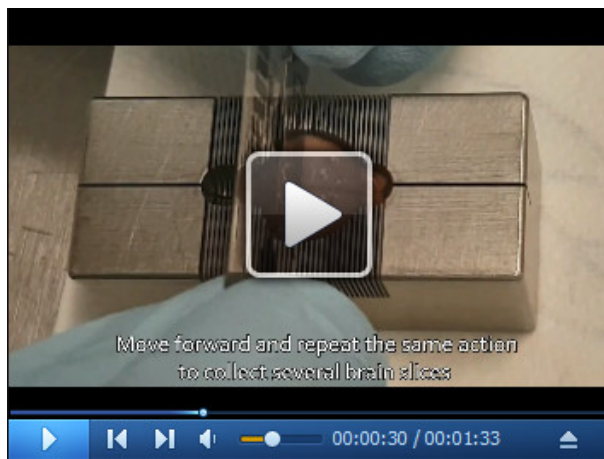 Move forward and repeat the same action
to collect several brain slices
00:00:30 / 00:01:33